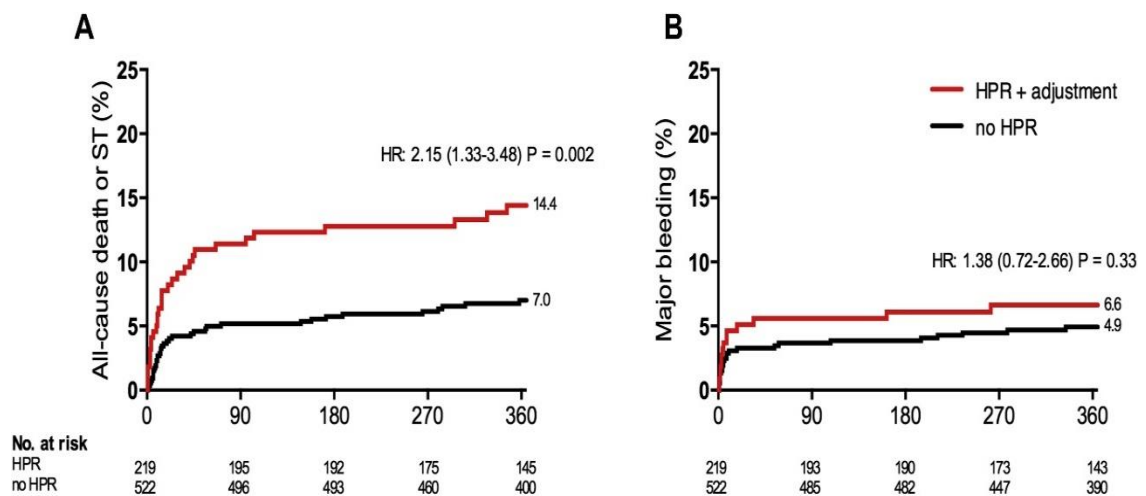 A
All-cause death or ST (%)
25
20
15
10
5
0
HR: 2.15 (1.33-3.48) P = 0.002
14.4
7.0
0 90 180 270 360
B
Major bleeding (%)
25
20
15
10
5
0
HPR + adjustment
no HPR
HR: 1.38 (0.72-2.66) P = 0.33
6.6
4.9
0 90 180 270 360
No. at risk
HPR 219 195 192 175 145 219 193 190 173 143
no HPR 522 496 493 460 400 522 485 482 447 390